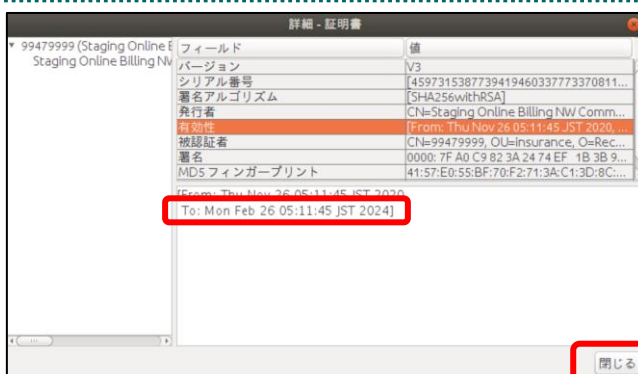 詳細 - 証明書
99479999 (Staging Online E
Staging Online Billing NV
フィールド 値
バージョン V3
シリアル番号 [459731538773941946033777337081 1...
署名アルゴリズム [SHA256withRSA]
発行者 CN=Staging Online Billing NW Comm...
有効性 [From: Thu Nov 26 05:11:45 JST 2020, ...
被認証者 CN=99479999, OU=insurance, O=Rec...
署名 0000: 7F A0 C9 82 3A 24 74 EF 1B 3B 9...
MD5フィンガープリント 41:57:E0:55:BF:70:F2:71:3A:C1:3D:8C:...
[From: Thu Nov 26 05:11:45 JST 2020
To: Mon Feb 26 05:11:45 JST 2024]
閉じる